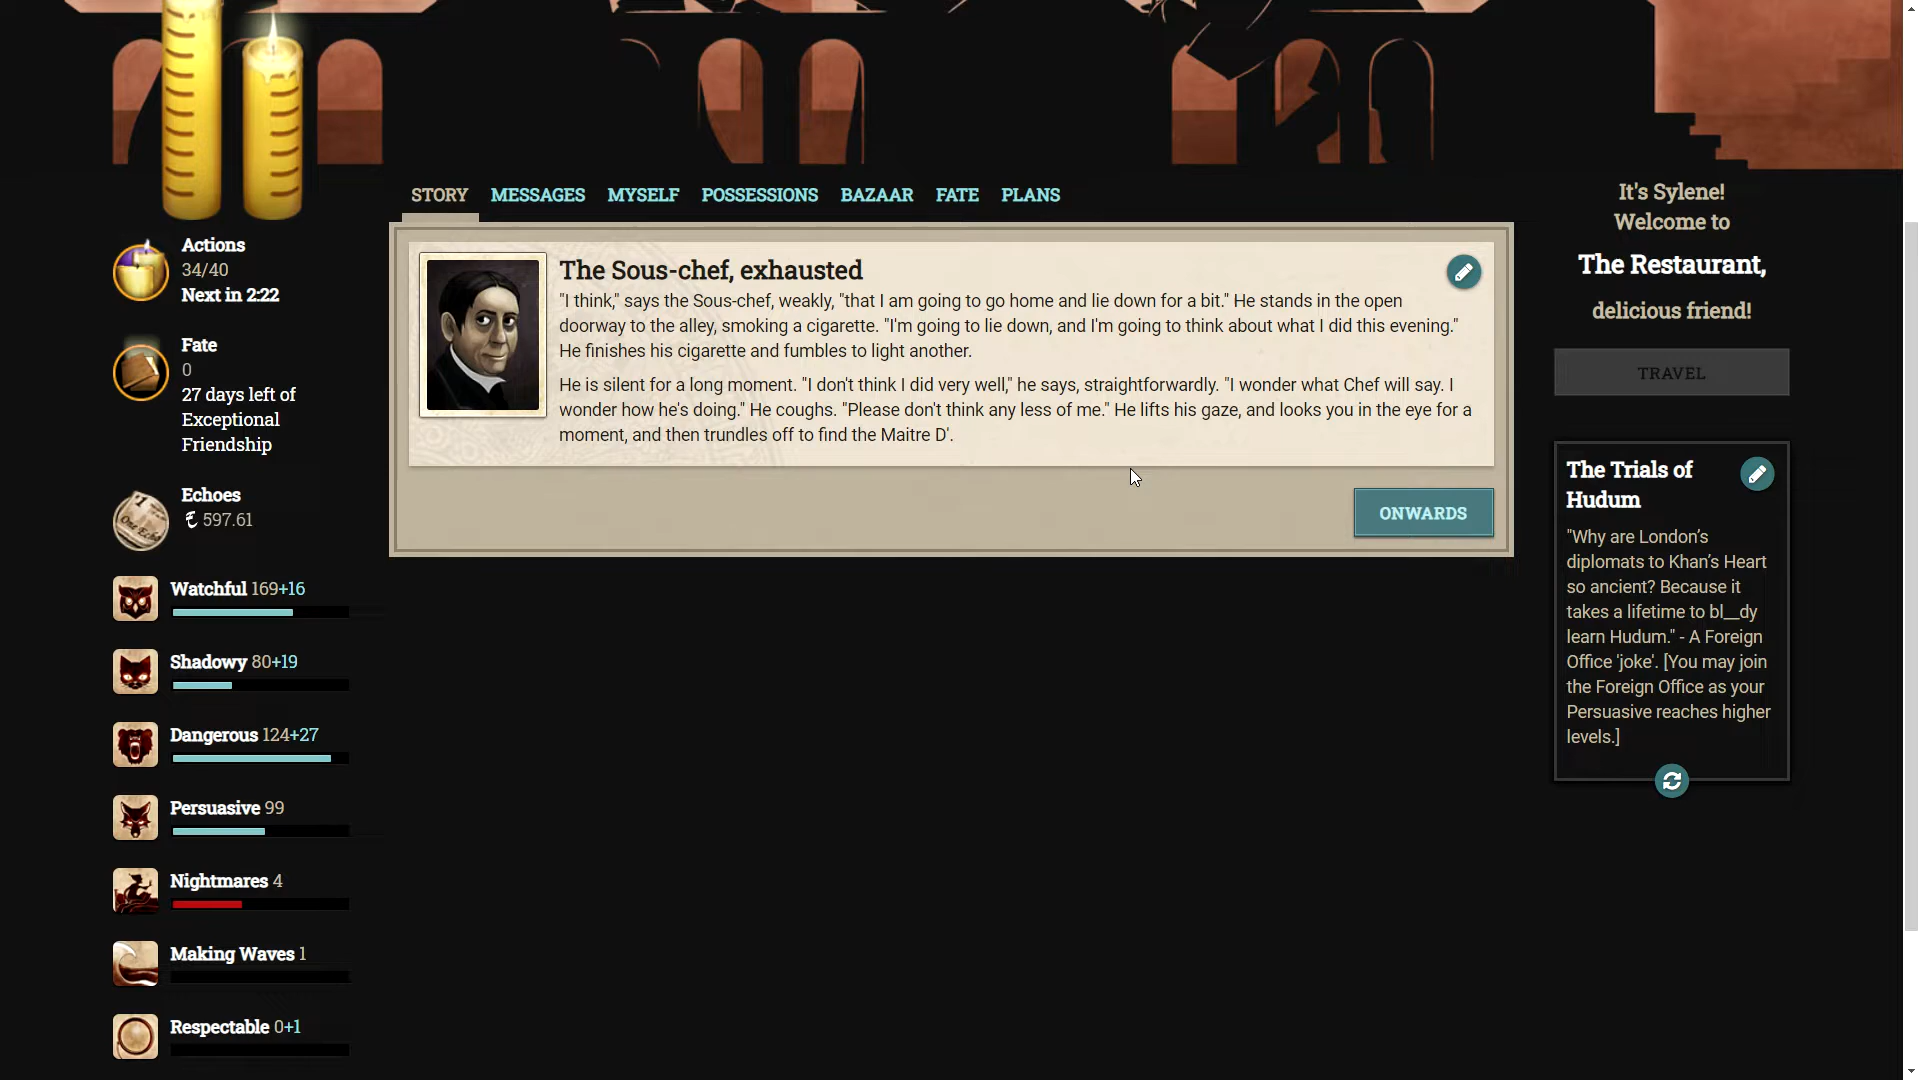 STORY MESSAGES MYSELF POSSESSIONS BAZAAR FATE PLANS
Actions
34/40
Next in 2:22
Fate
0
27 days left of
Exceptional
Friendship
Echoes
597.61
Watchful 169+16
Shadowy 80+19
Dangerous 124+27
Persuasive 99
Nightmares 4
Making Waves 1
Respectable 0+1
The Sous-chef, exhausted
"I think," says the Sous-chef, weakly, "that I am going to go home and lie down for a bit." He stands in the open
doorway to the alley, smoking a cigarette. "I'm going to lie down, and I'm going to think about what I did this evening."
He finishes his cigarette and fumbles to light another.
He is silent for a long moment. "I don't think I did very well," he says, straightforwardly. "I wonder what Chef will say. I
wonder how he's doing." He coughs. "Please don't think any less of me." He lifts his gaze, and looks you in the eye for a
moment, and then trundles off to find the Maitre D'.
ONWARDS
It's Sylene!
Welcome to
The Restaurant,
delicious friend!
TRAVEL
The Trials of
Hudum
"Why are London’s
diplomats to Khan’s Heart
so ancient? Because it
takes a lifetime to bl__dy
learn Hudum." - A Foreign
Office 'joke'. [You may join
the Foreign Office as your
Persuasive reaches higher
levels.]